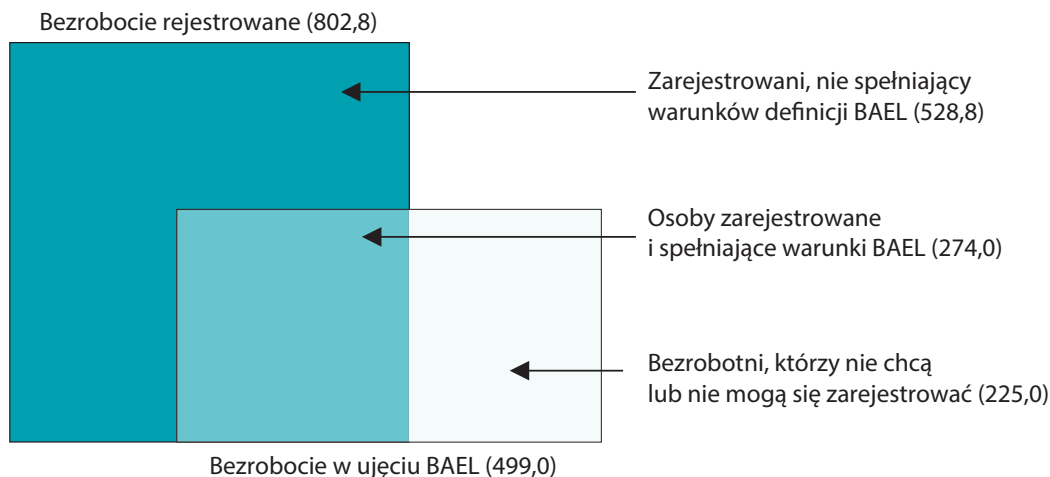 Bezrobocie rejestrowane (802,8)
Zarejestrowani, nie spełniający
warunków definicji BAEL (528,8)
Osoby zarejestrowane
i spełniające warunki BAEL (274,0)
Bezrobotni, którzy nie chcą
lub nie mogą się zarejestrować (225,0)
Bezrobocie w ujęciu BAEL (499,0)